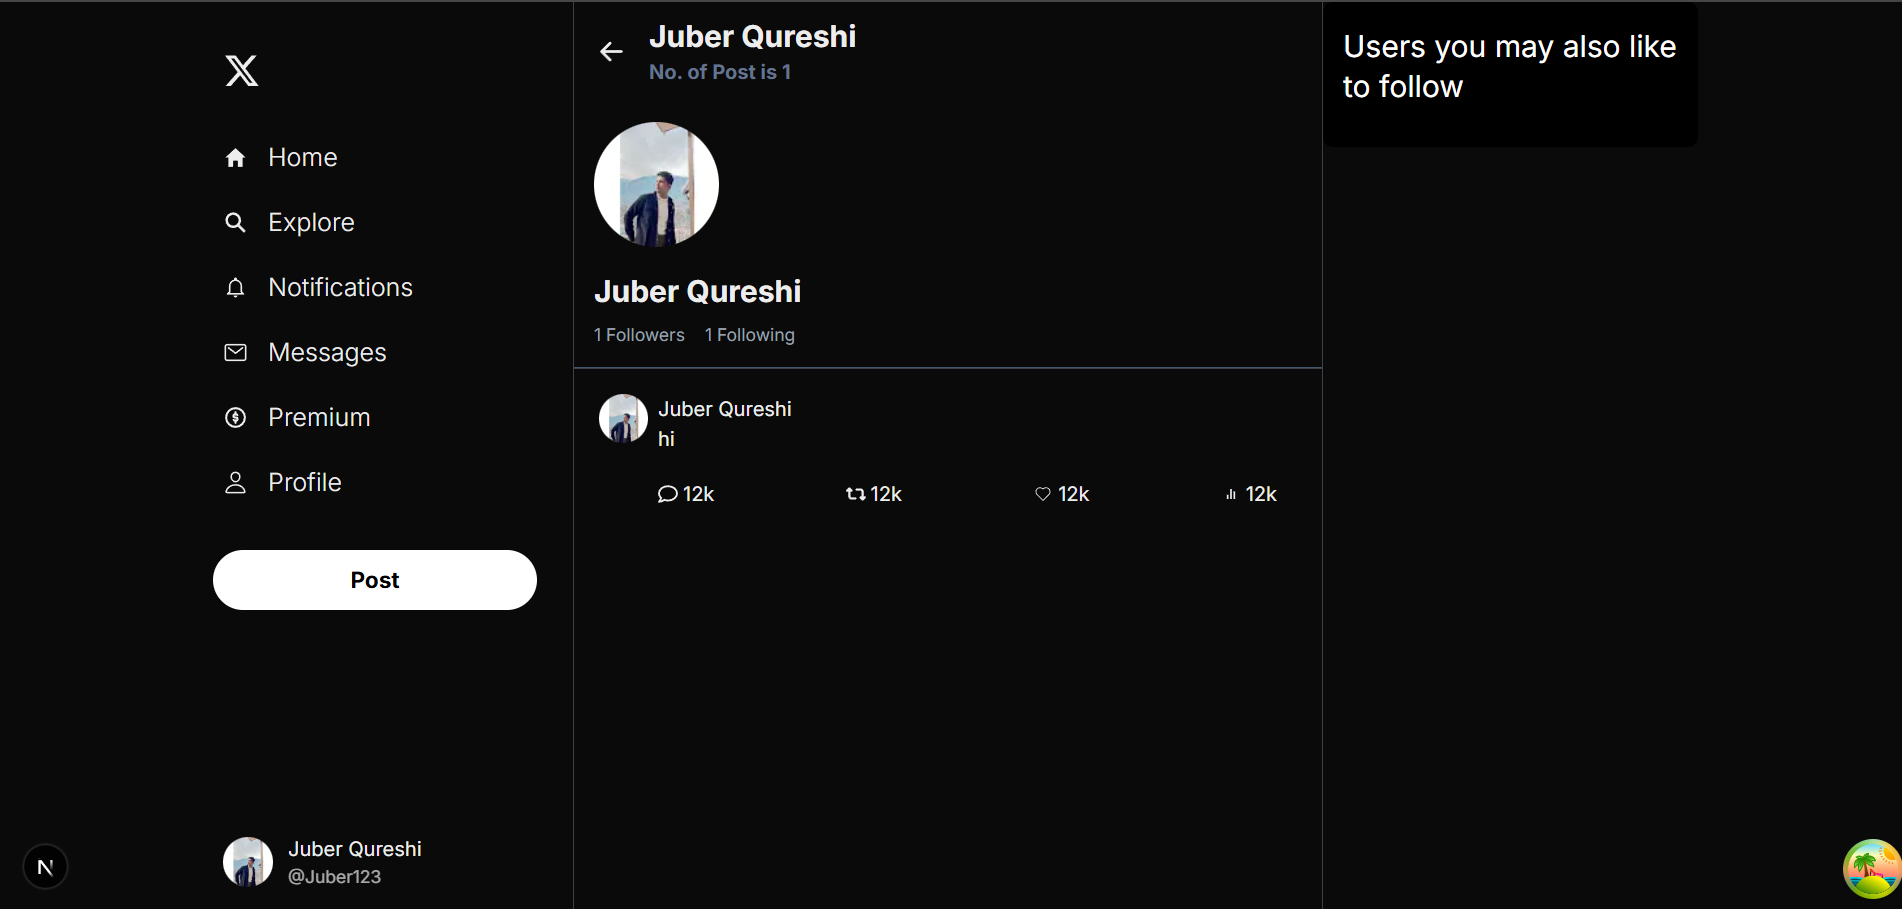 Home
Explore
Notifications
Messages
Premium
Profile
Post
Juber Qureshi
@Juber123
N
Juber Qureshi
No. of Post is 1
Juber Qureshi
1 Followers 1 Following
Juber Qureshi
hi
12k 12k 12k 12k
Users you may also like
to follow